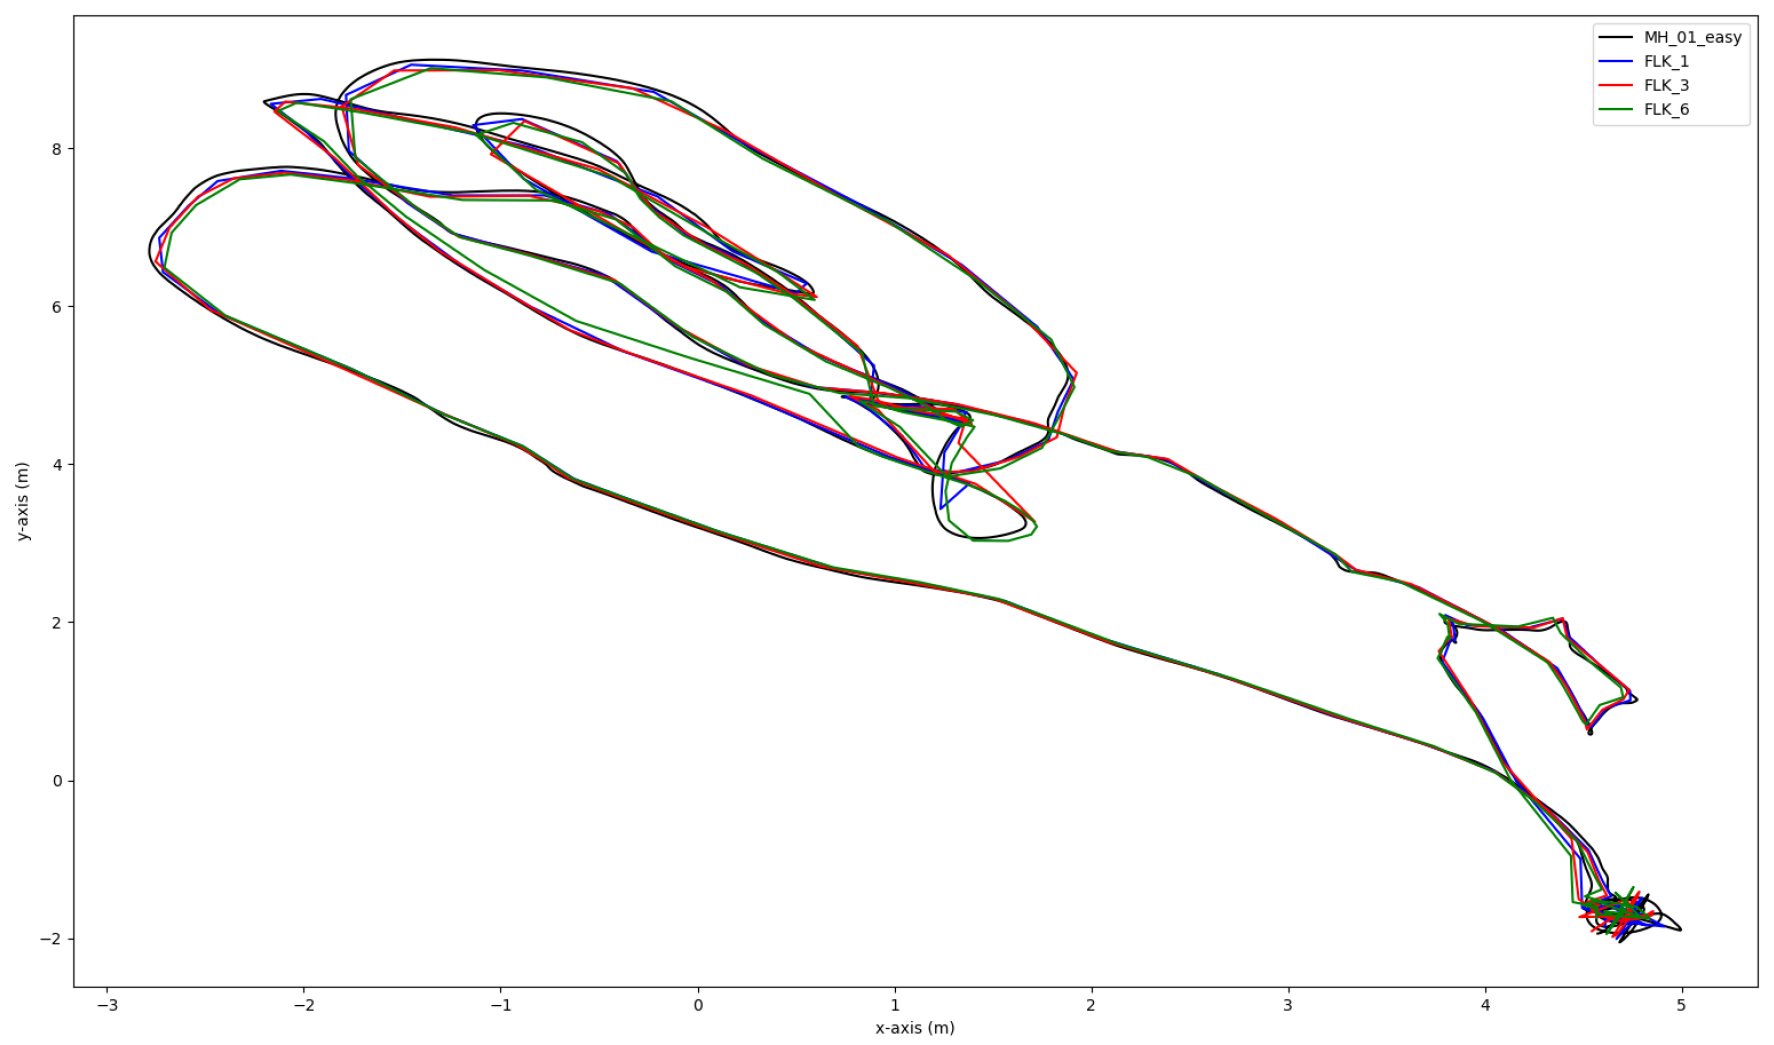 MH_01_easy
FLK_1
FLK_3
FLK_6
8
6
4
2
0
−2
y-axis (m)
−3 −2 −1 0 1 2 3 4 5
x-axis (m)